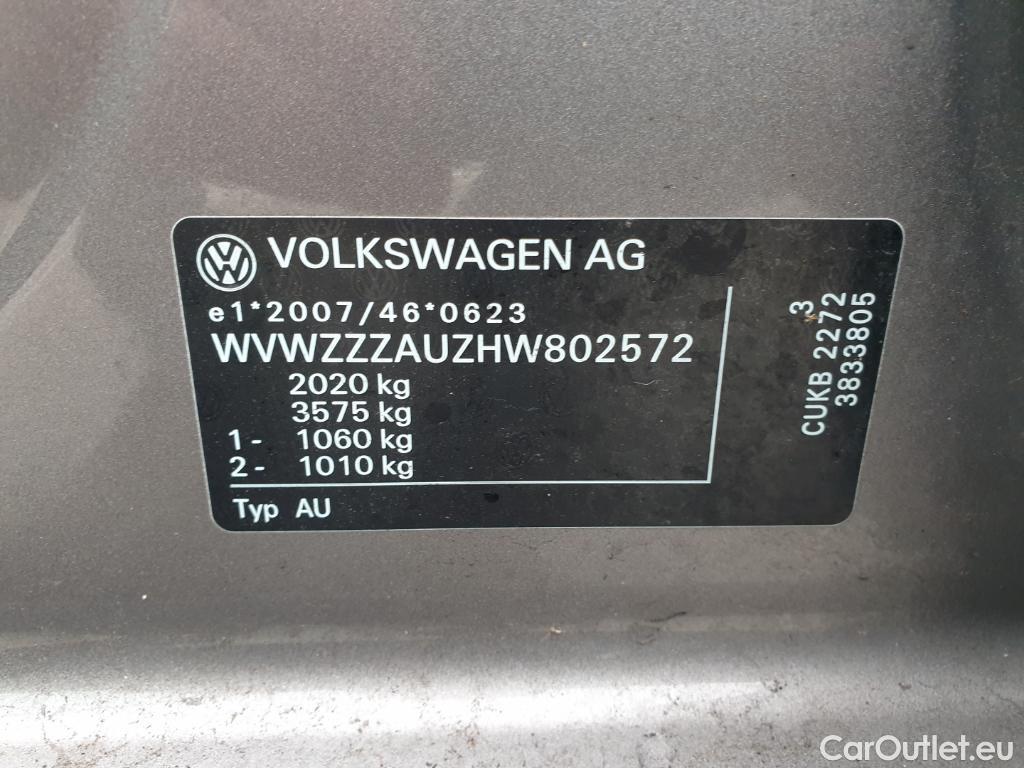 VOLKSWAGEN AG
e1*2007/46*0623
WVWZZZAUZHW802572
2020 kg
3575 kg
1- 1060 kg
2- 1010 kg
Typ AU
3
CUKB 2272
3833805
CarOutlet.eu